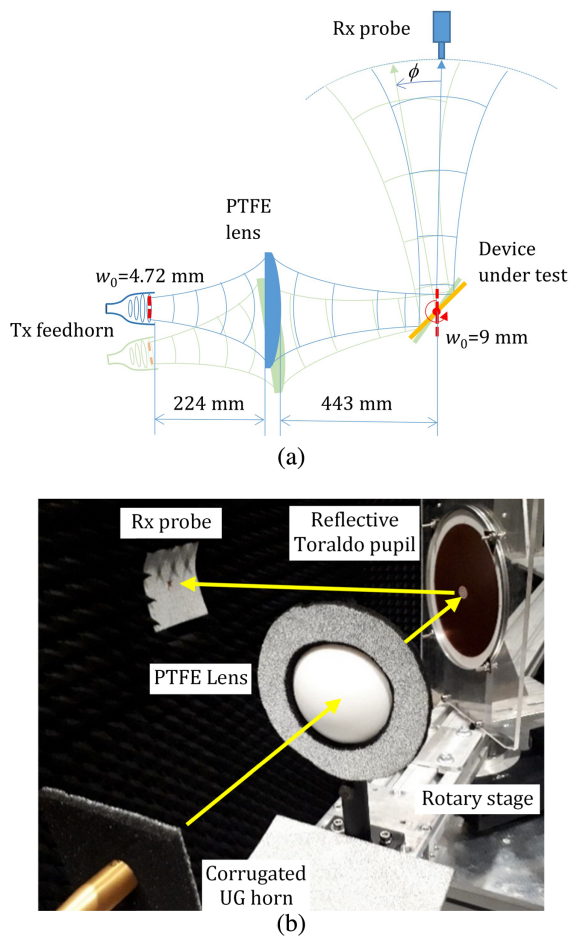 Rx probe
ϕ
PTFE
lens
w₀=4.72 mm
Device
under test
Tx feedhorn
w₀=9 mm
224 mm
443 mm
(a)
Rx probe
Reflective
Toraldo pupil
PTFE Lens
Rotary stage
Corrugated
UG horn
(b)